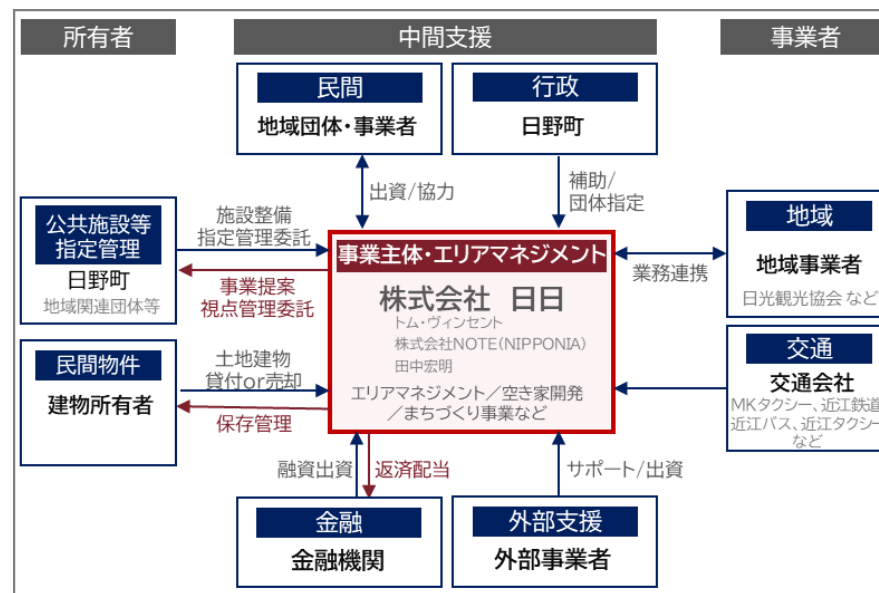 所有者
中間支援
事業者
民間
地域団体・事業者
行政
日野町
出資/協力
補助/
団体指定
公共施設等
指定管理
日野町
地域関連団体等
施設整備
指定管理委託
事業提案
視点管理委託
事業主体・エリアマネジメント
株式会社 日日
トム・ヴィンセント
株式会社NOTE(NIPPONIA)
田中宏明
エリアマネジメント／空き家開発
／まちづくり事業など
業務連携
地域
地域事業者
日光観光協会 など
民間物件
建物所有者
土地建物
貸付or売却
保存管理
交通
交通会社
MKタクシー、近江鉄道
近江バス、近江タクシー
など
融資出資
返済配当
サポート/出資
金融
金融機関
外部支援
外部事業者